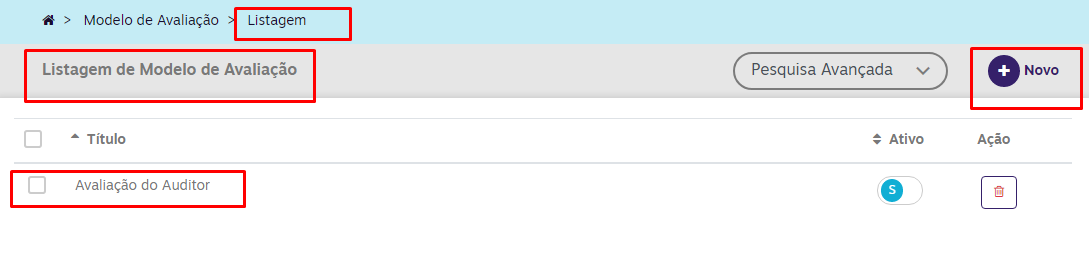 > Modelo de Avaliação > Listagem
Listagem de Modelo de Avaliação Pesquisa Avançada Novo
Título Ativo Ação
Avaliação do Auditor S